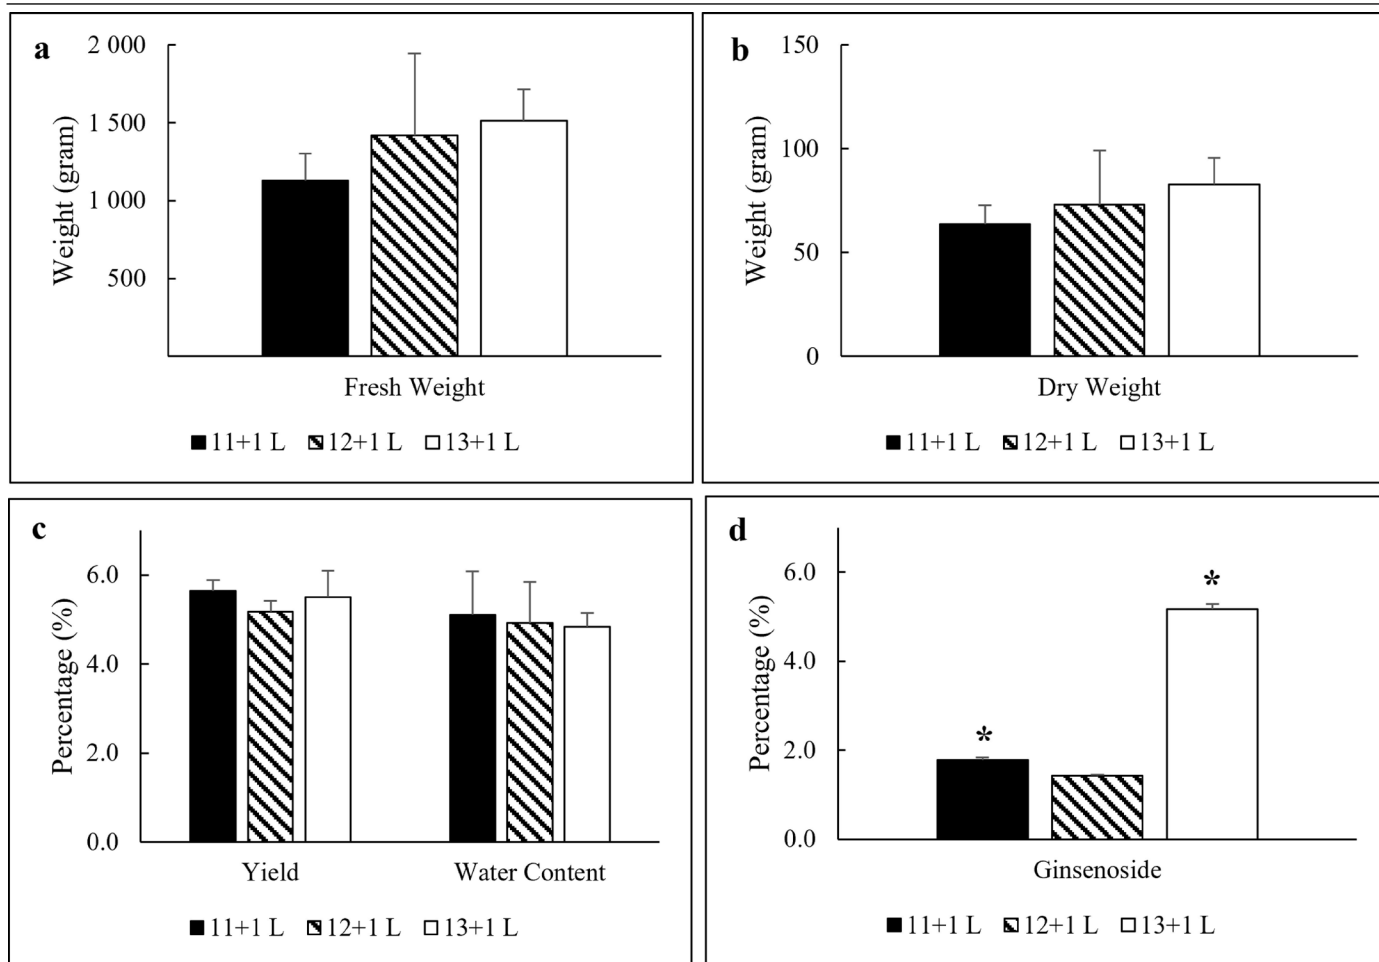 a
2 000
1 500
1 000
500
Weight (gram)
Fresh Weight
11+1 L 12+1 L 13+1 L
b
150
100
50
0
Weight (gram)
Dry Weight
11+1 L 12+1 L 13+1 L
c
6.0
4.0
2.0
0.0
Percentage (%)
Yield Water Content
11+1 L 12+1 L 13+1 L
d
6.0
4.0
2.0
0.0
Percentage (%)
*
*
Ginsenoside
11+1 L 12+1 L 13+1 L